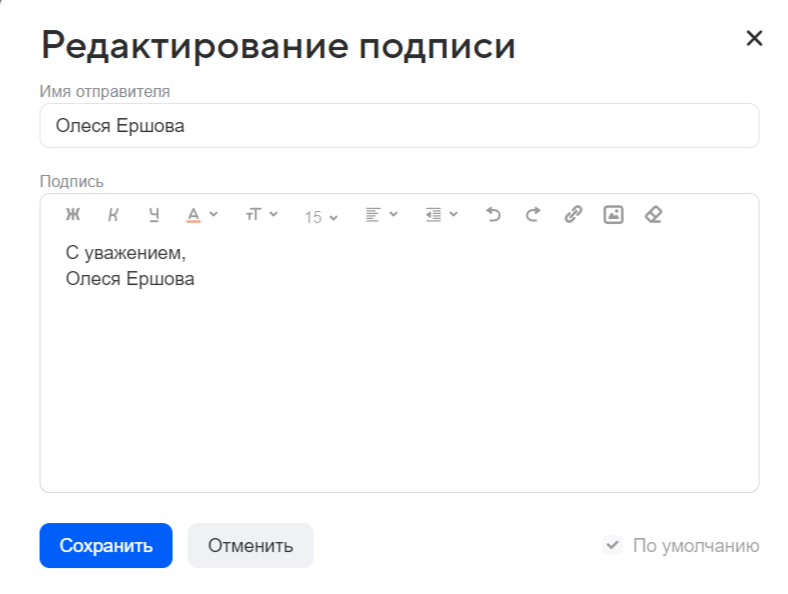 Редактирование подписи
Имя отправителя
Олеся Ершова
Подпись
Ж К Ч А тТ 15
С уважением,
Олеся Ершова
Сохранить Отменить По умолчанию